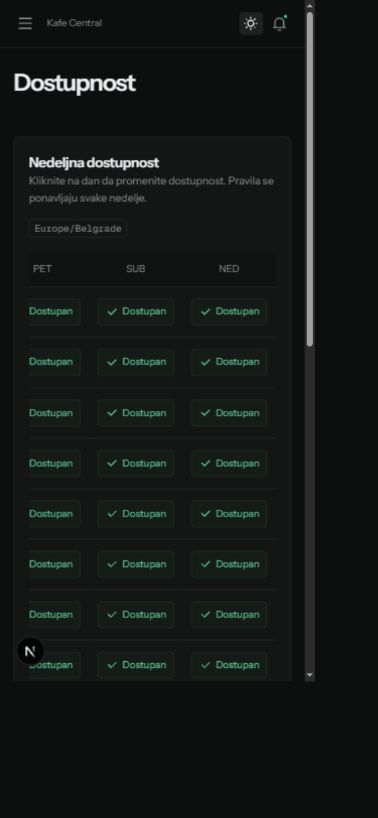 Kafe Central
Dostupnost
Nedeljna dostupnost
Kliknite na dan da promenite dostupnost. Pravila se
ponavljaju svake nedelje.
Europe/Belgrade
PET SUB NED
Dostupan Dostupan Dostupan
Dostupan Dostupan Dostupan
Dostupan Dostupan Dostupan
Dostupan Dostupan Dostupan
Dostupan Dostupan Dostupan
Dostupan Dostupan Dostupan
Dostupan Dostupan Dostupan
N
Dostupan Dostupan Dostupan